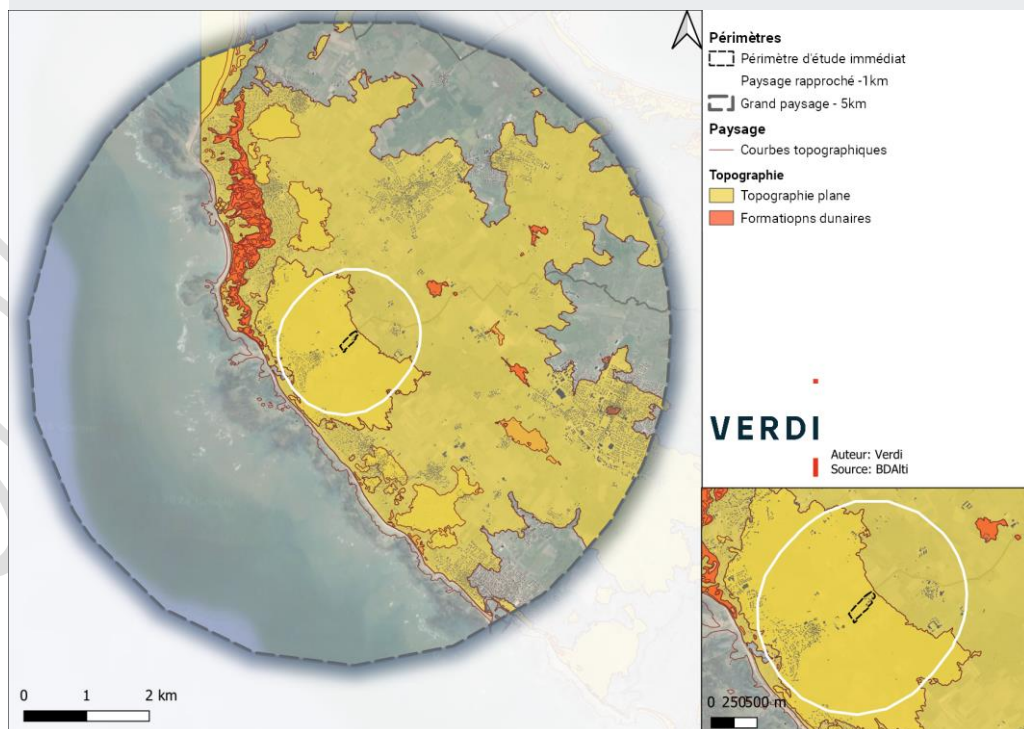 Périmètres
Périmètre d'étude immédiat
Paysage rapproché -1km
Grand paysage - 5km
Paysage
Courbes topographiques
Topographie
Topographie plane
Formatiopns dunaires
VERDI
Auteur: Verdi
Source: BDAlti
0 1 2 km
0 250500 m